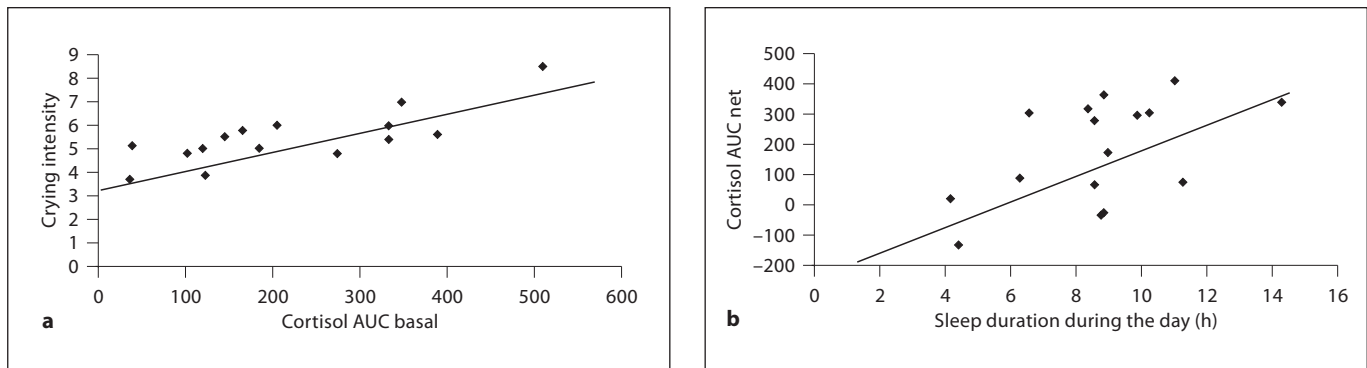 9
8
7
6
5
4
3
2
1
0
Crying intensity
0 100 200 300 400 500 600
Cortisol AUC basal
a
500
400
300
200
100
0
−100
−200
Cortisol AUC net
0 2 4 6 8 10 12 14 16
Sleep duration during the day (h)
b